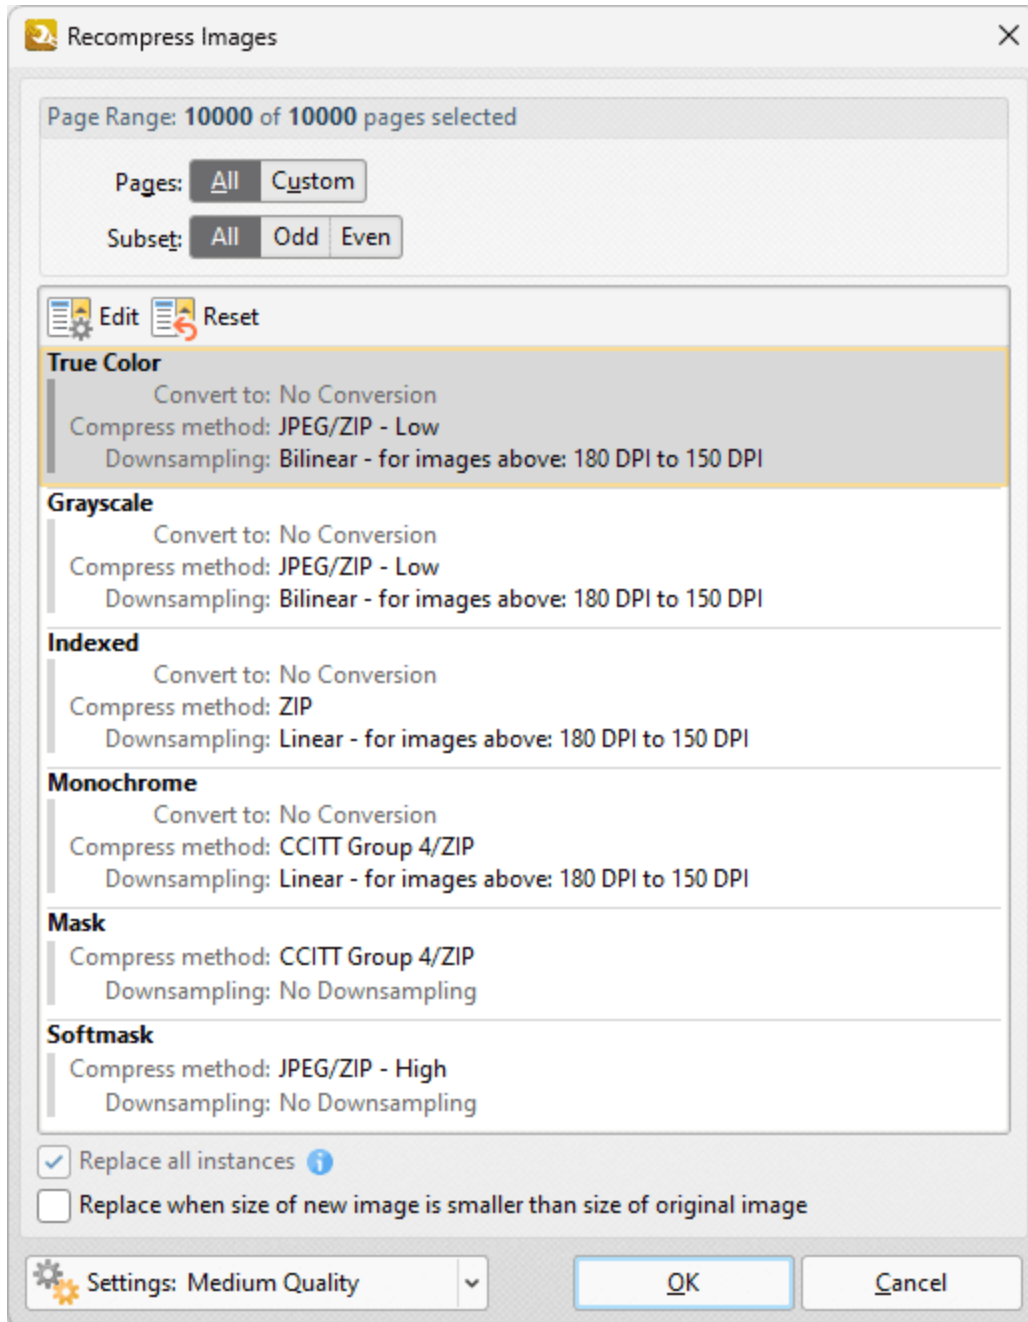 Recompress Images
Page Range: 10000 of 10000 pages selected
Pages: All Custom
Subset: All Odd Even
Edit Reset
True Color
Convert to: No Conversion
Compress method: JPEG/ZIP - Low
Downsampling: Bilinear - for images above: 180 DPI to 150 DPI
Grayscale
Convert to: No Conversion
Compress method: JPEG/ZIP - Low
Downsampling: Bilinear - for images above: 180 DPI to 150 DPI
Indexed
Convert to: No Conversion
Compress method: ZIP
Downsampling: Linear - for images above: 180 DPI to 150 DPI
Monochrome
Convert to: No Conversion
Compress method: CCITT Group 4/ZIP
Downsampling: Linear - for images above: 180 DPI to 150 DPI
Mask
Compress method: CCITT Group 4/ZIP
Downsampling: No Downsampling
Softmask
Compress method: JPEG/ZIP - High
Downsampling: No Downsampling
Replace all instances
Replace when size of new image is smaller than size of original image
Settings: Medium Quality OK Cancel